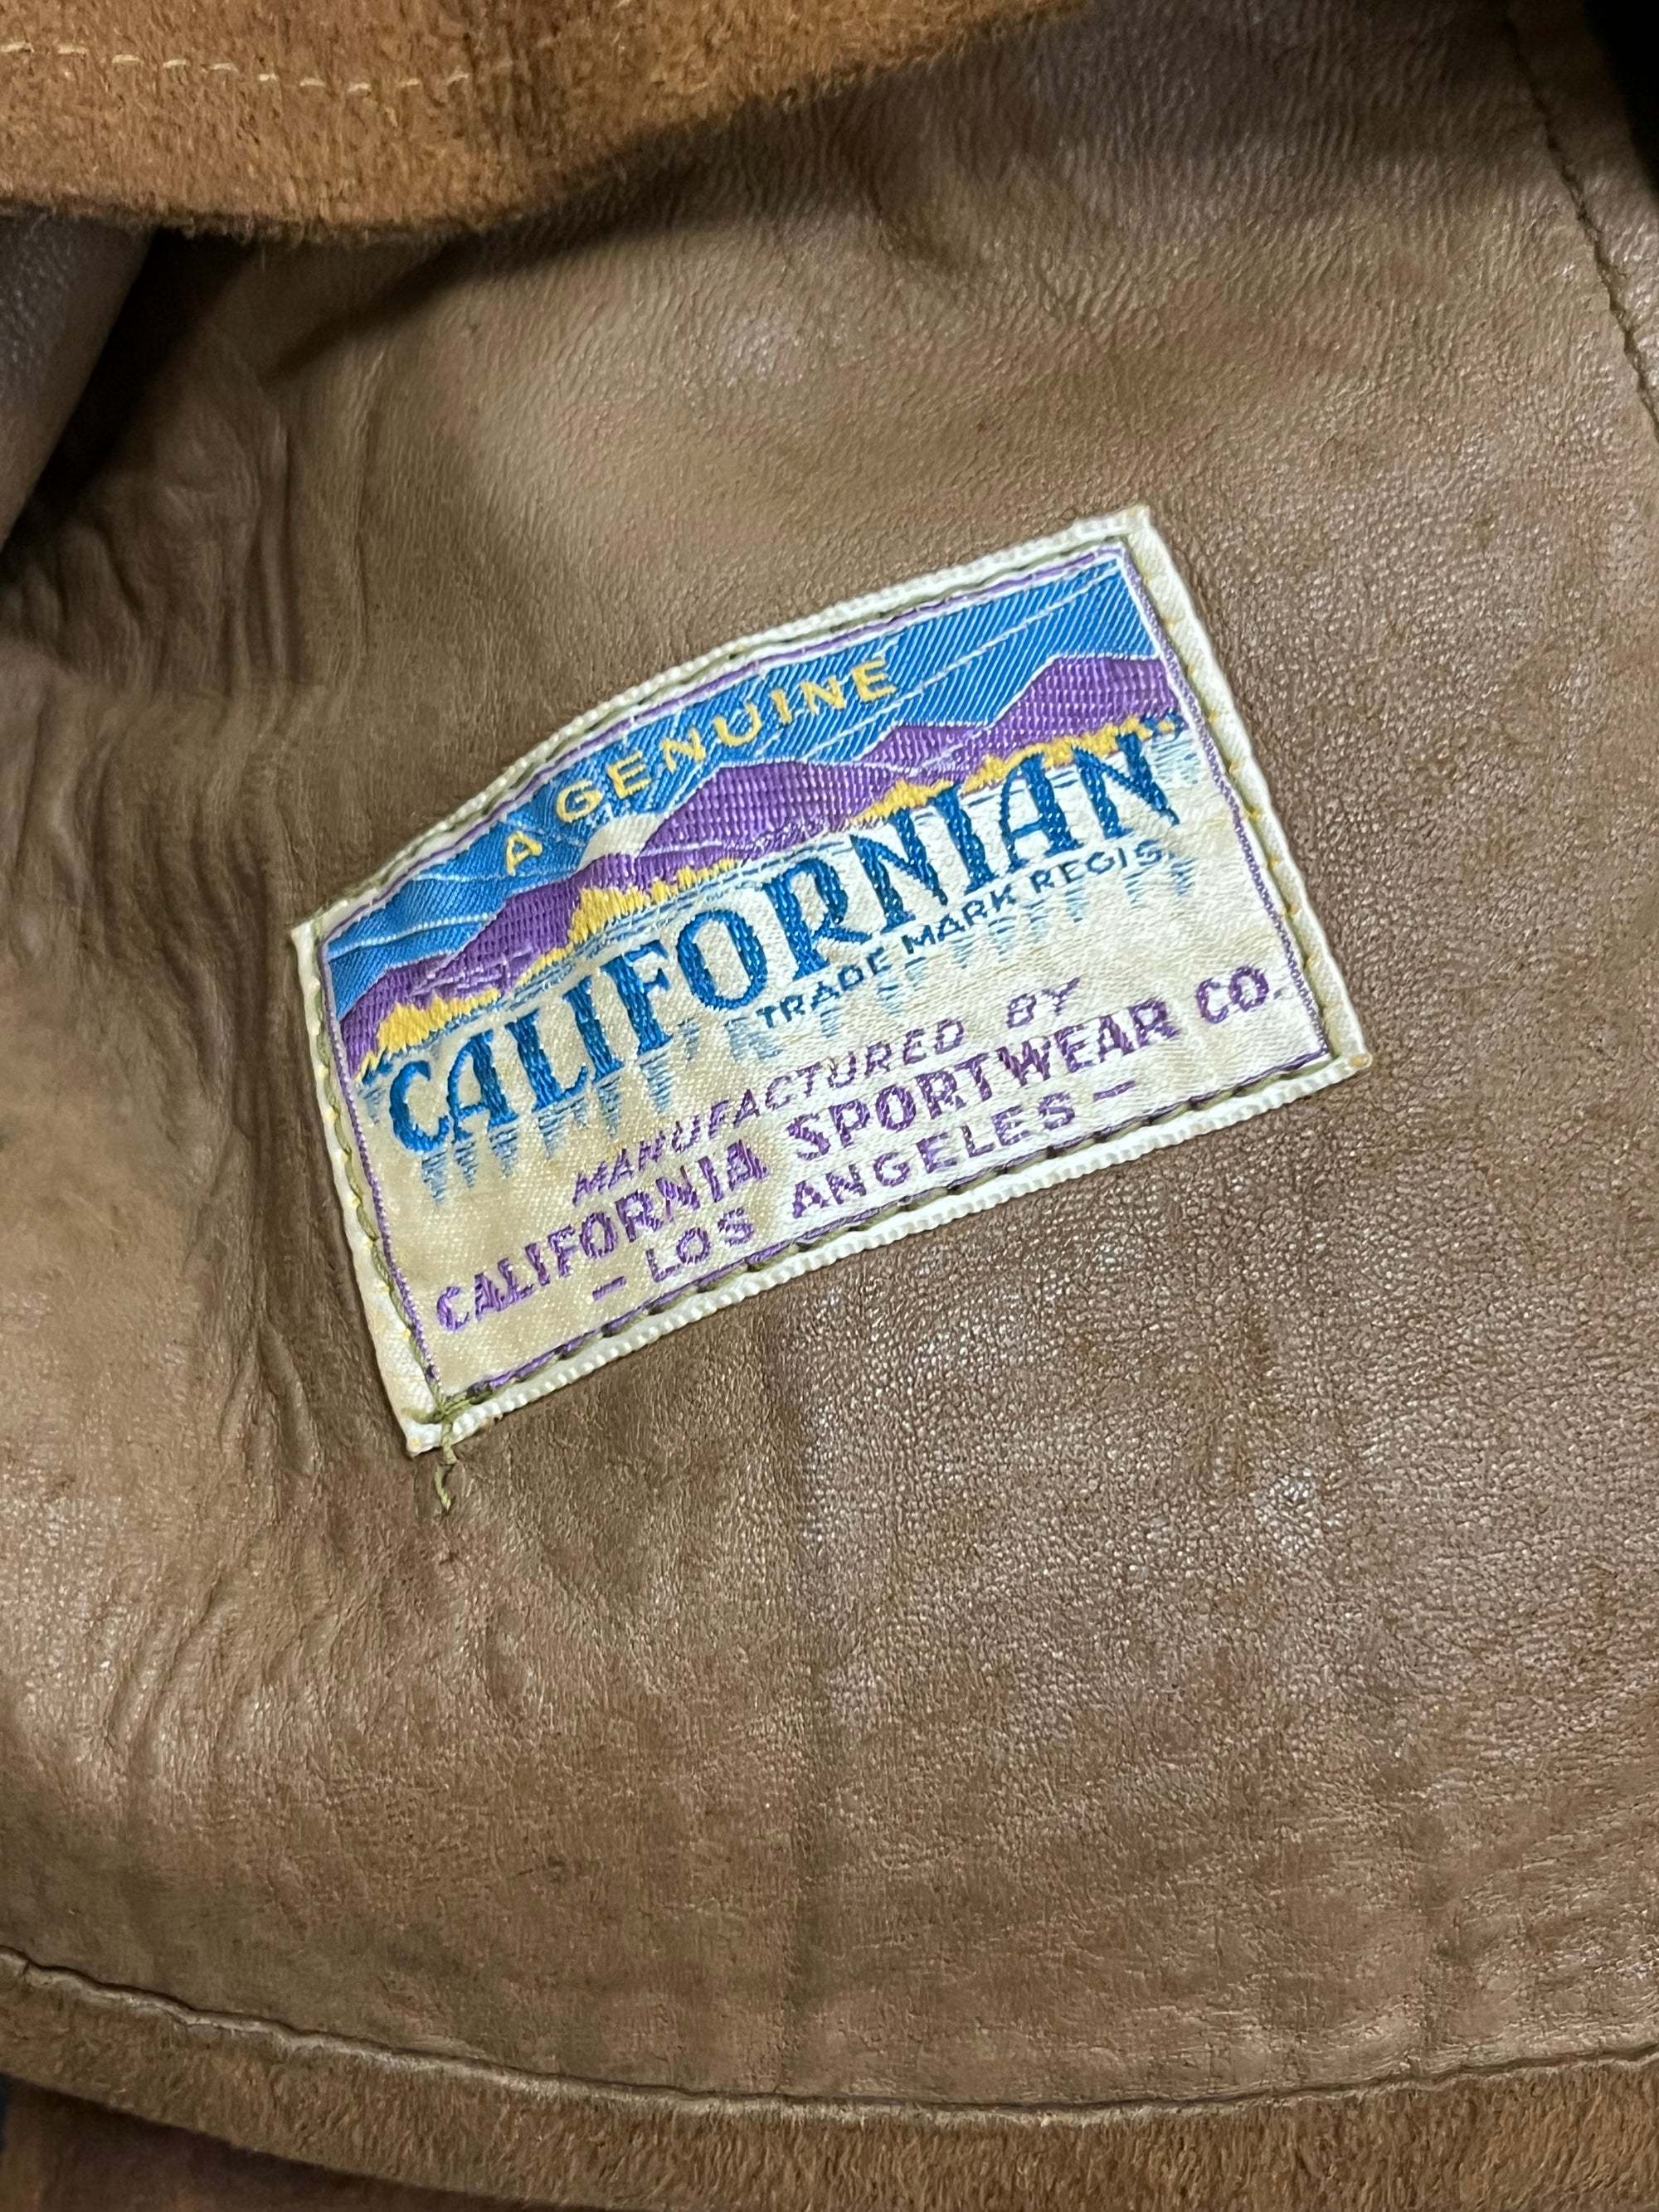 A GENUINE
CALIFORNIAN
TRADE MARK REGIS.
MANUFACTURED BY
CALIFORNIA SPORTWEAR CO.
— LOS ANGELES —